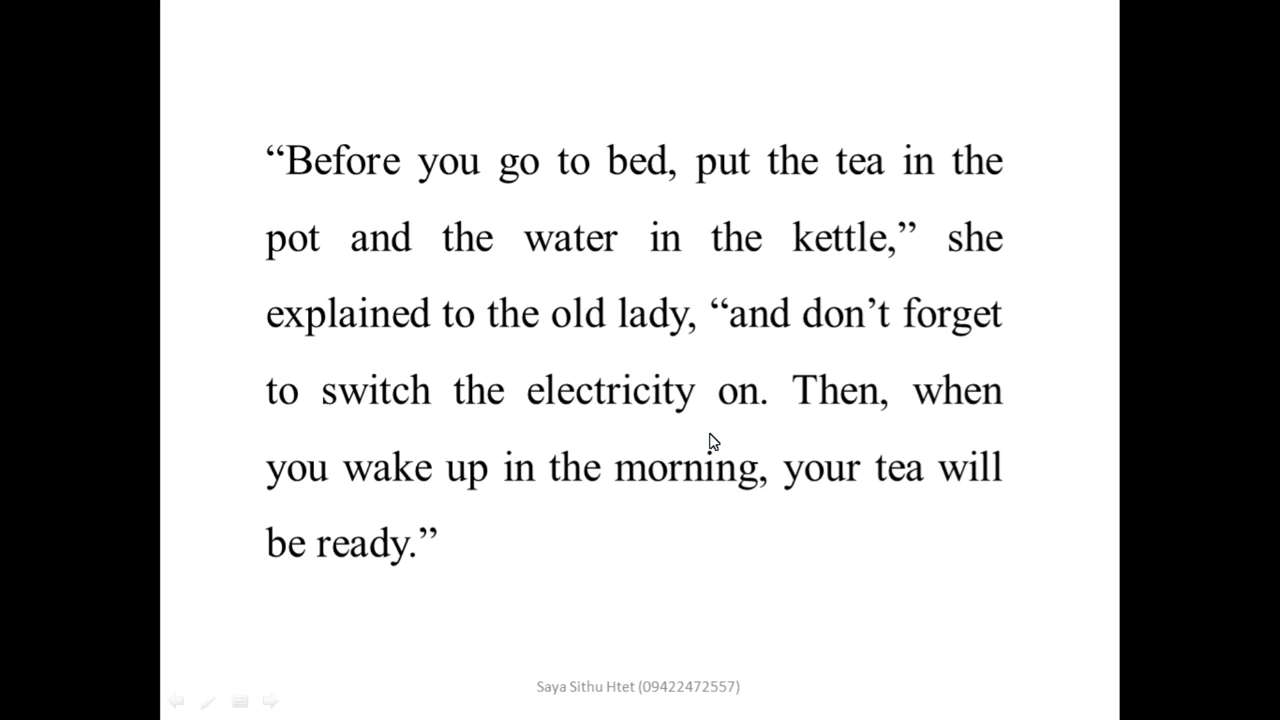 “Before you go to bed, put the tea in the
pot and the water in the kettle,” she
explained to the old lady, “and don’t forget
to switch the electricity on. Then, when
you wake up in the morning, your tea will
be ready.”
Saya Sithu Htet (09422472557)